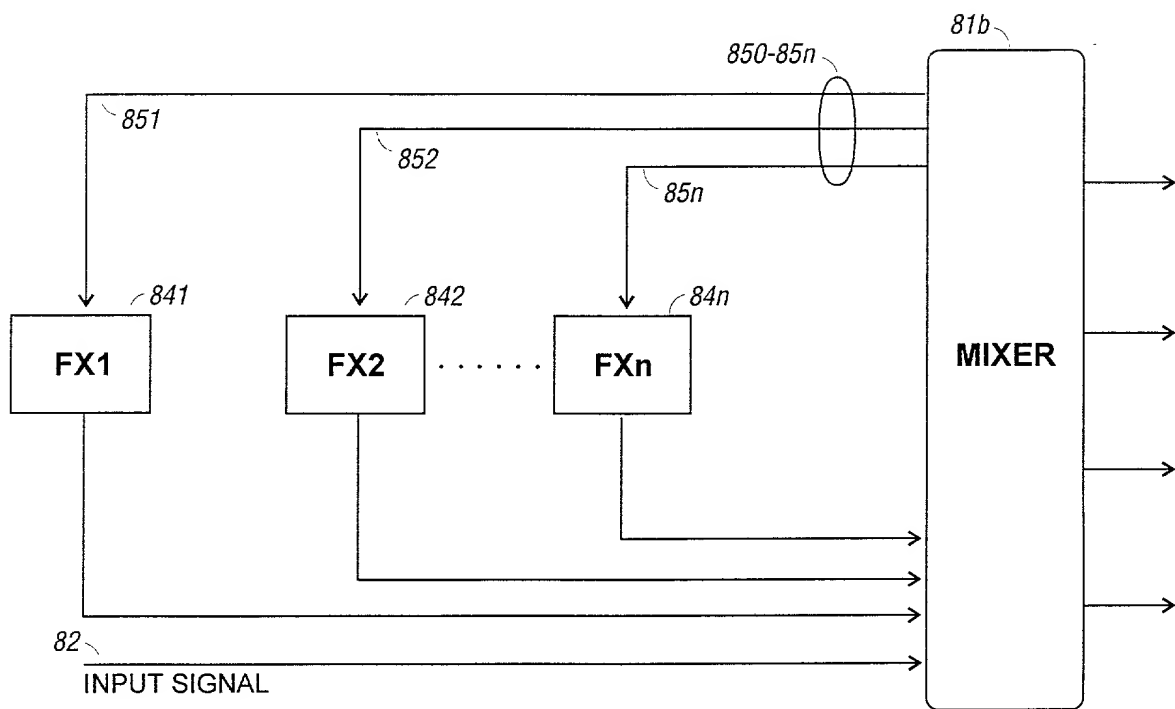 81b
850-85n
851
852
85n
841
842
84n
FX1
FX2
. . . . . .
FXn
MIXER
82
INPUT SIGNAL